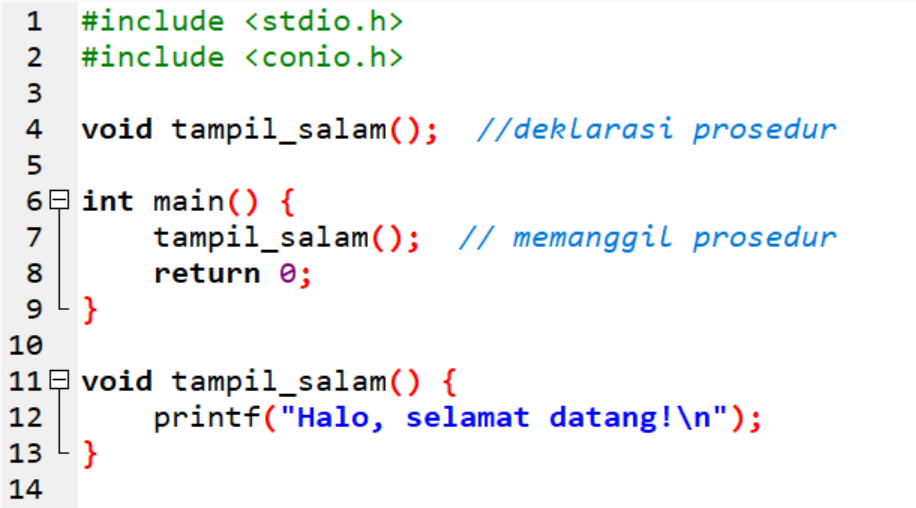 1 #include <stdio.h>
2 #include <conio.h>
3
4 void tampil_salam(); //deklarasi prosedur
5
6 int main() {
7 tampil_salam(); // memanggil prosedur
8 return 0;
9 }
10
11 void tampil_salam() {
12 printf("Halo, selamat datang!\n");
13 }
14